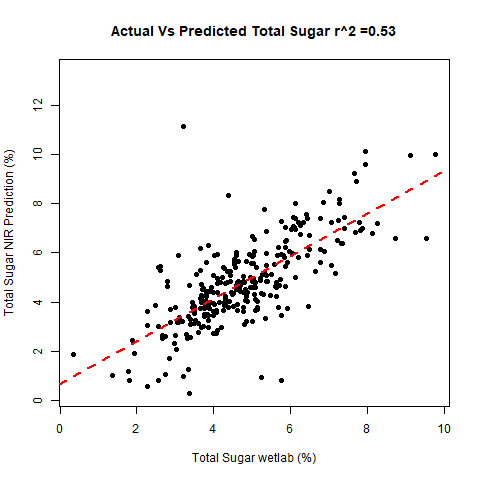 Actual Vs Predicted Total Sugar r^2 =0.53
Total Sugar NIR Prediction (%)
12
10
8
6
4
2
0
0 2 4 6 8 10
Total Sugar wetlab (%)